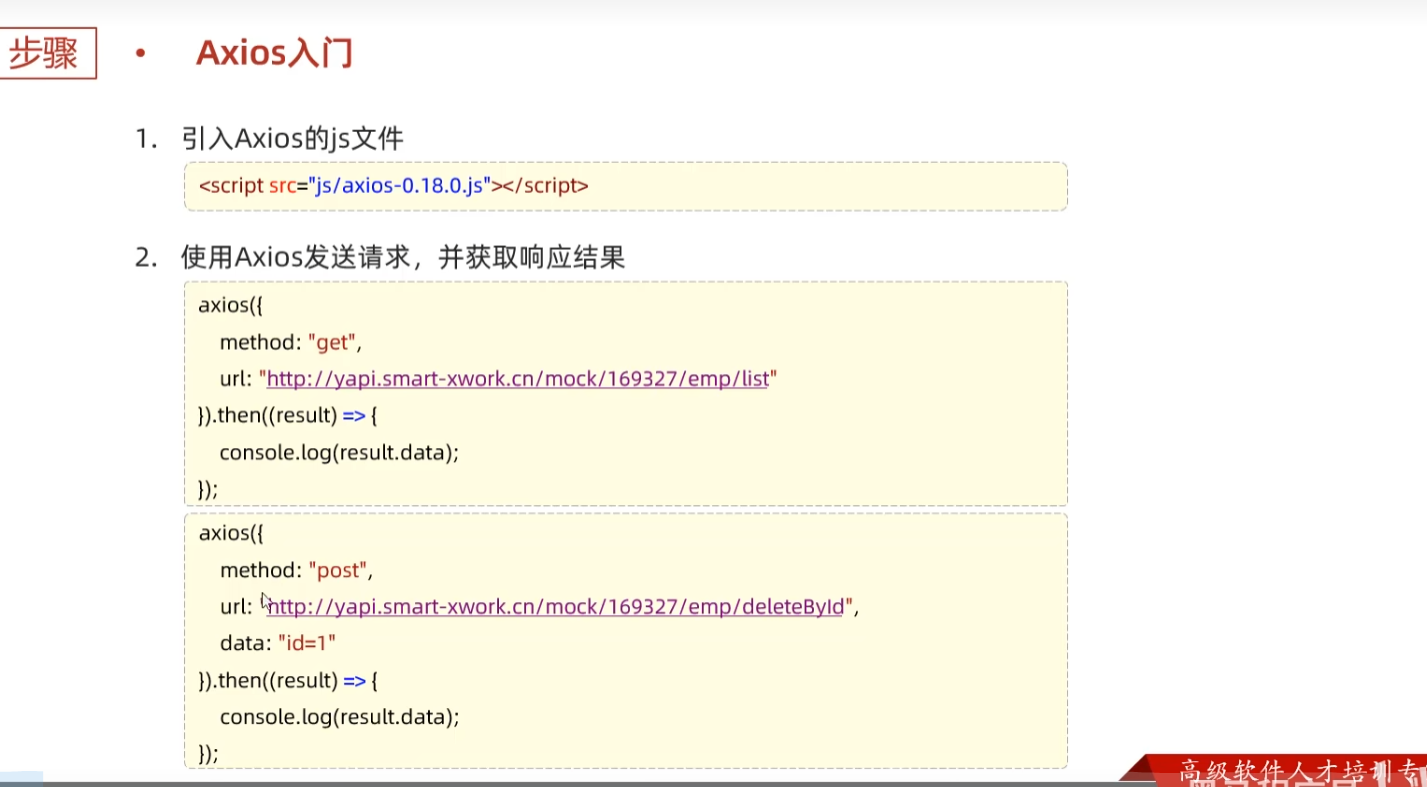 步骤
• Axios入门
1. 引入Axios的js文件
<script src="js/axios-0.18.0.js"></script>
2. 使用Axios发送请求，并获取响应结果
axios({
method: "get",
url: "http://yapi.smart-xwork.cn/mock/169327/emp/list"
}).then((result) => {
console.log(result.data);
});
axios({
method: "post",
url: "http://yapi.smart-xwork.cn/mock/169327/emp/deleteById",
data: "id=1"
}).then((result) => {
console.log(result.data);
});
高级软件人才培训专